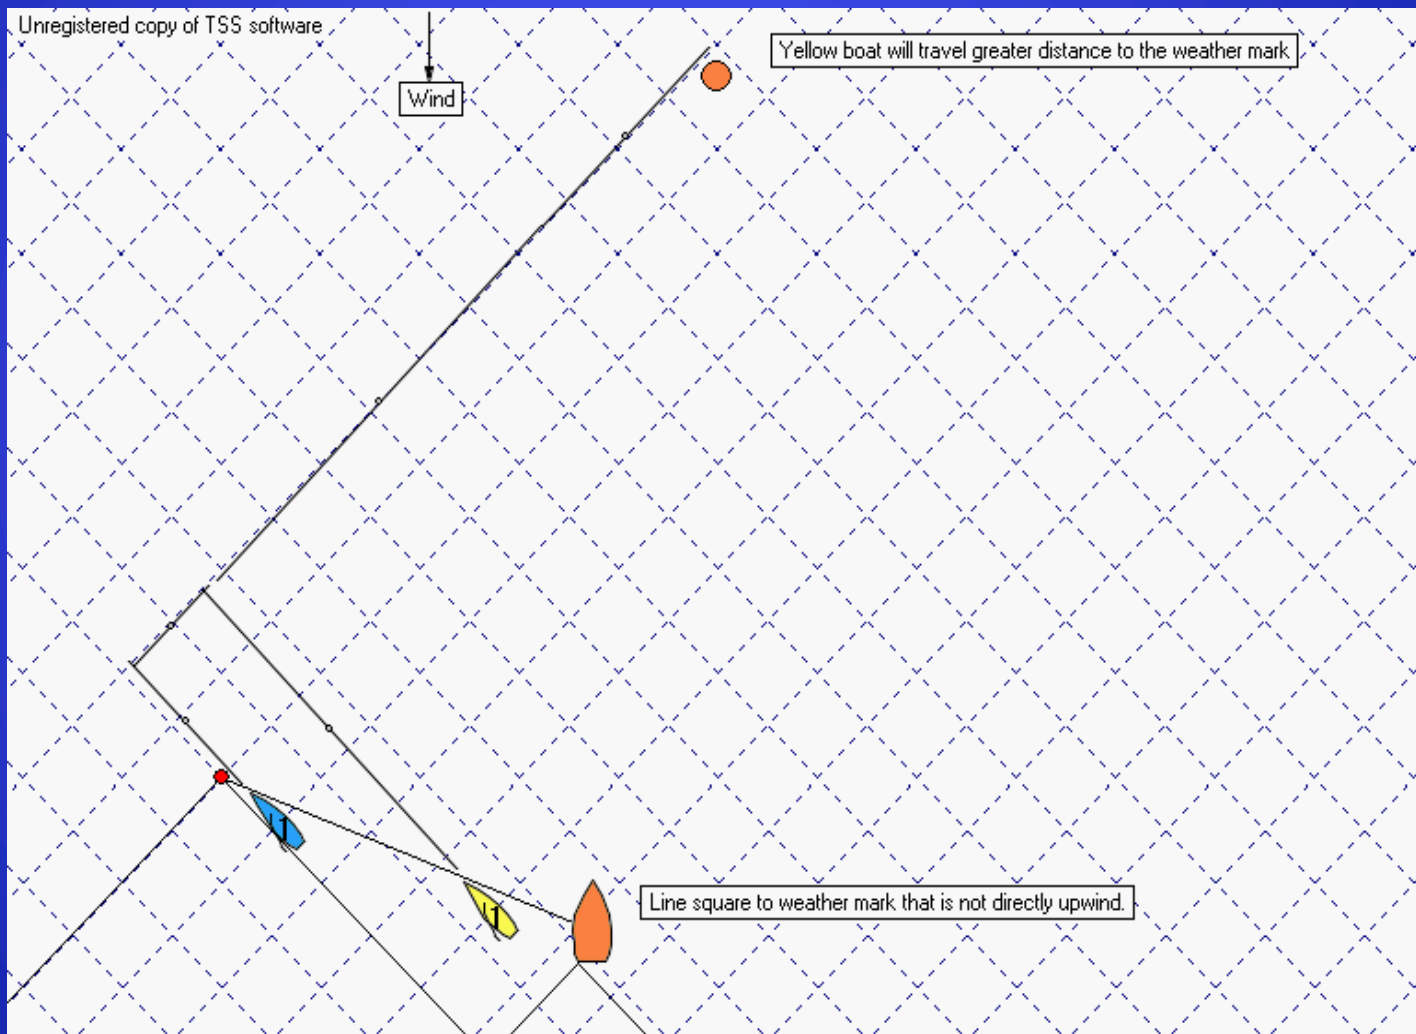 Unregistered copy of TSS software
Yellow boat will travel greater distance to the weather mark
Wind
Line square to weather mark that is not directly upwind.